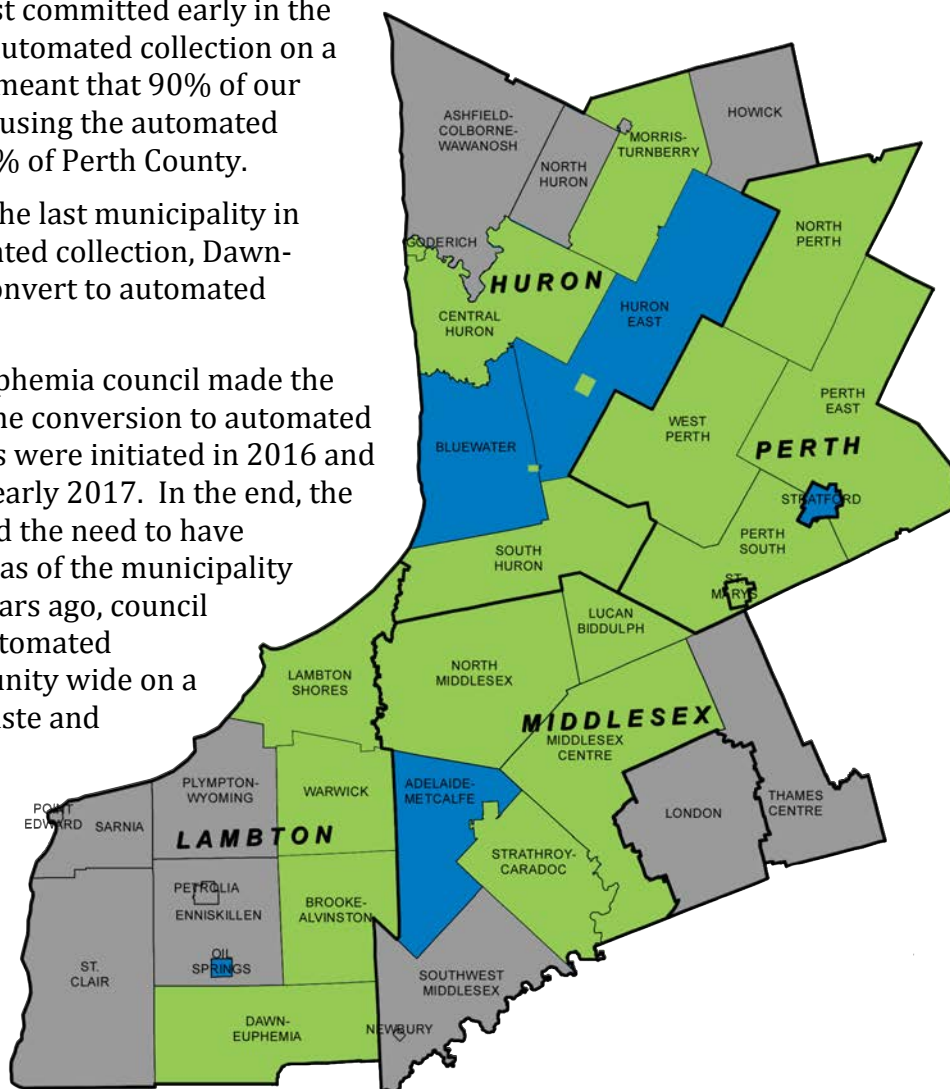 st committed early in the
utomated collection on a
meant that 90% of our
using the automated
% of Perth County.
he last municipality in
ated collection, Dawn-
onvert to automated
phemia council made the
he conversion to automated
s were initiated in 2016 and
early 2017.  In the end, the
d the need to have
as of the municipality
ears ago, council
tomated
unity wide on a
ste and
ASHFIELD-
COLBORNE-
WAWANOSH
NORTH
HURON
MORRIS-
TURNBERRY
HOWICK
GODERICH
HURON
CENTRAL
HURON
HURON
EAST
NORTH
PERTH
BLUEWATER
WEST
PERTH
PERTH
EAST
PERTH
STRATFORD
PERTH
SOUTH
ST.
MARYS
SOUTH
HURON
LUCAN
BIDDULPH
LAMBTON
SHORES
NORTH
MIDDLESEX
MIDDLESEX
MIDDLESEX
CENTRE
PLYMPTON-
WYOMING
WARWICK
ADELAIDE-
METCALFE
POINT
EDWARD
SARNIA
LAMBTON
LONDON
THAMES
CENTRE
STRATHROY-
CARADOC
PETROLIA
ENNISKILLEN
BROOKE-
ALVINSTON
OIL
SPRINGS
ST.
CLAIR
SOUTHWEST
MIDDLESEX
DAWN-
EUPHEMIA
NEWBURY